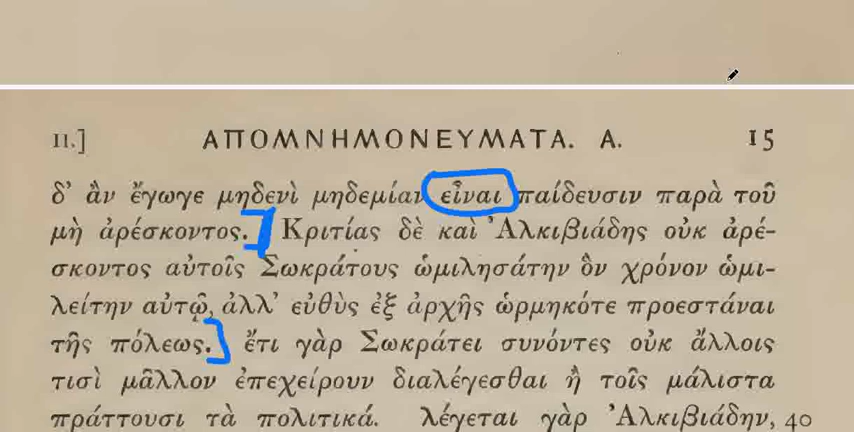 II.] ΑΠΟΜΝΗΜΟΝΕΥΜΑΤΑ. Α. 15
δ' ἂν ἔγωγε μηδενὶ μηδεμίαν εἶναι παίδευσιν παρὰ τοῦ
μὴ ἀρέσκοντος. Κριτίας δὲ καὶ Ἀλκιβιάδης οὐκ ἀρέ-
σκοντος αὐτοῖς Σωκράτους ὡμιλησάτην ὃν χρόνον ὡμι-
λείτην αὐτῷ, ἀλλ' εὐθὺς ἐξ ἀρχῆς ὡρμηκότε προεστάναι
τῆς πόλεως. ἔτι γὰρ Σωκράτει συνόντες οὐκ ἄλλοις
τισὶ μᾶλλον ἐπεχείρουν διαλέγεσθαι ἢ τοῖς μάλιστα
πράττουσι τὰ πολιτικά. λέγεται γὰρ Ἀλκιβιάδην, 40